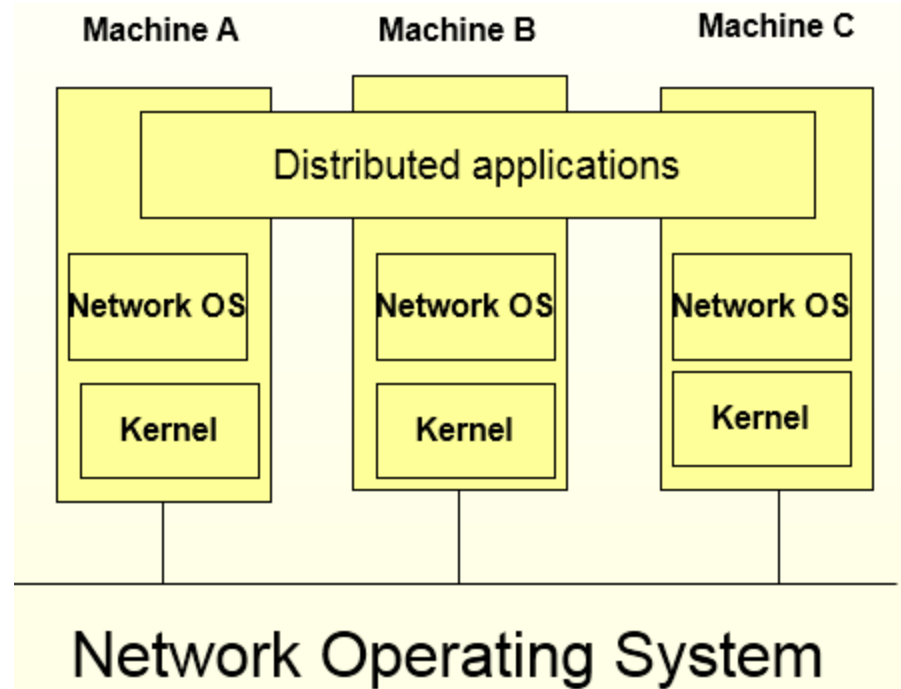 Machine A
Machine B
Machine C
Distributed applications
Network OS
Network OS
Network OS
Kernel
Kernel
Kernel
Network Operating System